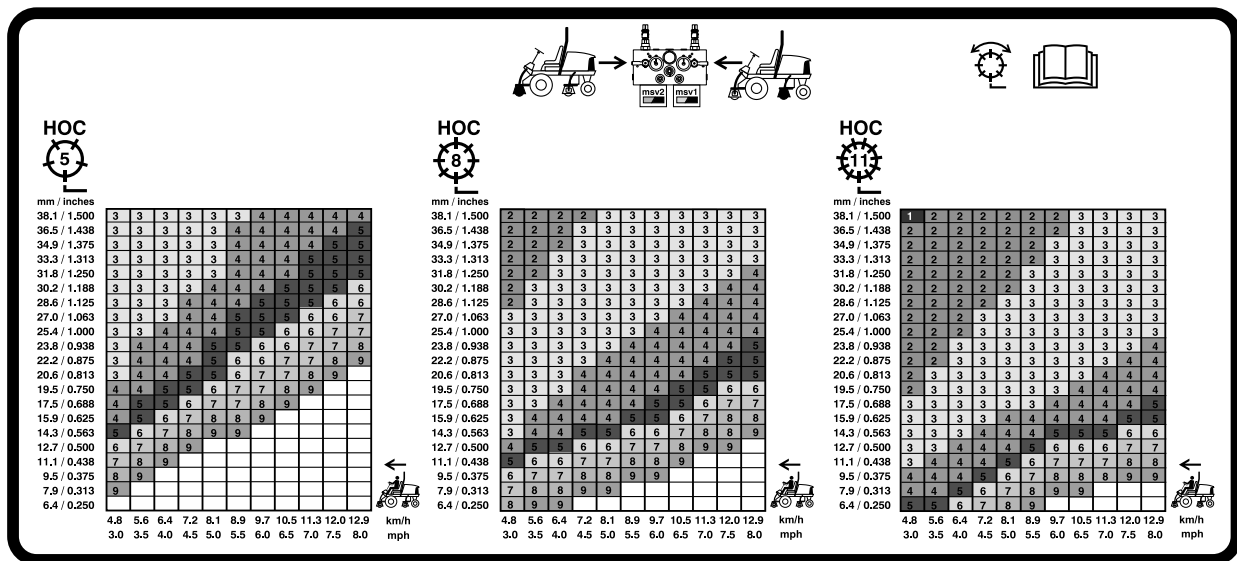 msv2 msv1
HOC
5
mm / inches
38.1 / 1.500 3 3 3 3 3 3 4 4 4 4 4
36.5 / 1.438 3 3 3 3 3 4 4 4 4 4 5
34.9 / 1.375 3 3 3 3 3 4 4 4 4 5 5
33.3 / 1.313 3 3 3 3 3 4 4 4 5 5 5
31.8 / 1.250 3 3 3 3 3 4 4 4 5 5 5
30.2 / 1.188 3 3 3 3 4 4 4 5 5 5 6
28.6 / 1.125 3 3 3 4 4 4 5 5 5 6 6
27.0 / 1.063 3 3 3 4 4 5 5 5 6 6 7
25.4 / 1.000 3 3 4 4 4 5 5 6 6 7 7
23.8 / 0.938 3 4 4 4 5 5 6 6 7 7 8
22.2 / 0.875 3 4 4 4 5 6 6 7 7 8 9
20.6 / 0.813 3 4 4 5 5 6 7 7 8 9
19.5 / 0.750 4 4 5 5 6 7 7 8 9
17.5 / 0.688 4 5 5 6 7 7 8 9
15.9 / 0.625 4 5 6 7 7 8 9
14.3 / 0.563 5 6 7 8 9 9
12.7 / 0.500 6 7 8 9
11.1 / 0.438 7 8 9
9.5 / 0.375 8 9
7.9 / 0.313 9
6.4 / 0.250
4.8 5.6 6.4 7.2 8.1 8.9 9.7 10.5 11.3 12.0 12.9 km/h
3.0 3.5 4.0 4.5 5.0 5.5 6.0 6.5 7.0 7.5 8.0 mph
HOC
8
mm / inches
38.1 / 1.500 2 2 2 2 3 3 3 3 3 3 3
36.5 / 1.438 2 2 2 3 3 3 3 3 3 3 3
34.9 / 1.375 2 2 2 3 3 3 3 3 3 3 3
33.3 / 1.313 2 2 3 3 3 3 3 3 3 3 3
31.8 / 1.250 2 2 3 3 3 3 3 3 3 3 4
30.2 / 1.188 2 3 3 3 3 3 3 3 3 4 4
28.6 / 1.125 2 3 3 3 3 3 3 3 4 4 4
27.0 / 1.063 3 3 3 3 3 3 3 4 4 4 4
25.4 / 1.000 3 3 3 3 3 3 4 4 4 4 4
23.8 / 0.938 3 3 3 3 3 4 4 4 4 4 5
22.2 / 0.875 3 3 3 3 4 4 4 4 4 5 5
20.6 / 0.813 3 3 3 3 4 4 4 4 5 5 5
19.5 / 0.750 3 3 3 4 4 4 4 5 5 6 6
17.5 / 0.688 3 3 4 4 4 4 5 5 6 7 7
15.9 / 0.625 3 4 4 4 4 5 5 6 7 8 8
14.3 / 0.563 3 4 4 5 5 6 6 7 8 8 9
12.7 / 0.500 4 5 5 6 6 7 7 8 9 9
11.1 / 0.438 5 6 6 7 7 8 8 9
9.5 / 0.375 6 7 7 8 8 9 9
7.9 / 0.313 7 8 8 9 9
6.4 / 0.250 8 9 9
4.8 5.6 6.4 7.2 8.1 8.9 9.7 10.5 11.3 12.0 12.9 km/h
3.0 3.5 4.0 4.5 5.0 5.5 6.0 6.5 7.0 7.5 8.0 mph
HOC
11
mm / inches
38.1 / 1.500 1 2 2 2 2 2 2 3 3 3 3
36.5 / 1.438 2 2 2 2 2 2 2 3 3 3 3
34.9 / 1.375 2 2 2 2 2 2 3 3 3 3 3
33.3 / 1.313 2 2 2 2 2 2 3 3 3 3 3
31.8 / 1.250 2 2 2 2 2 3 3 3 3 3 3
30.2 / 1.188 2 2 2 2 3 3 3 3 3 3 3
28.6 / 1.125 2 2 2 2 3 3 3 3 3 3 3
27.0 / 1.063 2 2 2 3 3 3 3 3 3 3 3
25.4 / 1.000 2 2 2 3 3 3 3 3 3 3 3
23.8 / 0.938 2 2 3 3 3 3 3 3 3 3 4
22.2 / 0.875 2 2 3 3 3 3 3 3 3 4 4
20.6 / 0.813 2 3 3 3 3 3 3 3 4 4 4
19.5 / 0.750 2 3 3 3 3 3 3 4 4 4 4
17.5 / 0.688 3 3 3 3 3 3 4 4 4 4 5
15.9 / 0.625 3 3 3 3 4 4 4 4 4 5 5
14.3 / 0.563 3 3 3 4 4 4 5 5 5 6 6
12.7 / 0.500 3 3 4 4 4 5 6 6 6 7 7
11.1 / 0.438 3 4 4 4 5 6 6 7 7 8 8
9.5 / 0.375 4 4 4 5 6 7 8 8 8 9 9
7.9 / 0.313 4 4 5 6 7 8 9 9
6.4 / 0.250 5 5 6 7 8 9
4.8 5.6 6.4 7.2 8.1 8.9 9.7 10.5 11.3 12.0 12.9 km/h
3.0 3.5 4.0 4.5 5.0 5.5 6.0 6.5 7.0 7.5 8.0 mph